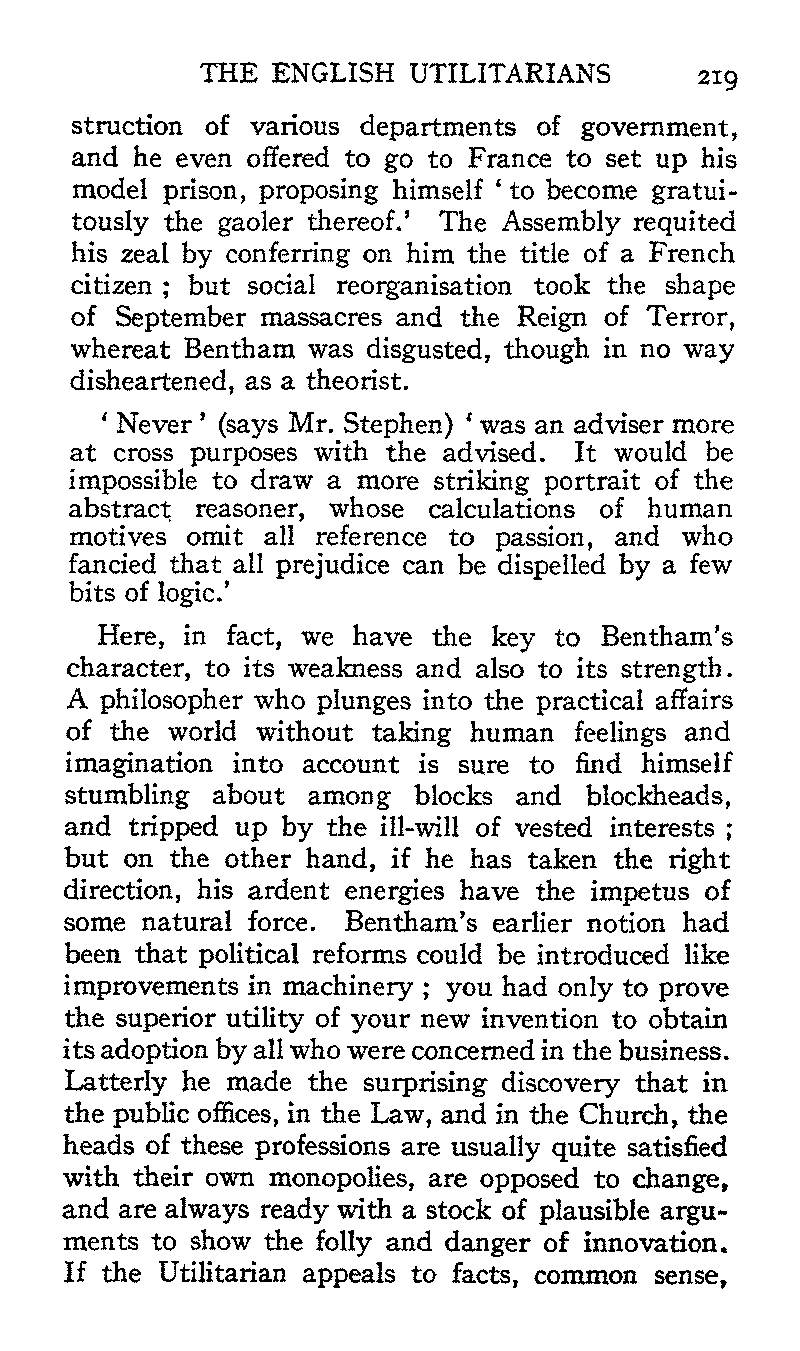 THE ENGLISH UTILITARIANS 219
struction of various departments of government,
and he even offered to go to France to set up his
model prison, proposing himself ‘ to become gratui-
tously the gaoler thereof.’ The Assembly requited
his zeal by conferring on him the title of a French
citizen ; but social reorganisation took the shape
of September massacres and the Reign of Terror,
whereat Bentham was disgusted, though in no way
disheartened, as a theorist.
‘ Never ’ (says Mr. Stephen) ‘ was an adviser more
at cross purposes with the advised. It would be
impossible to draw a more striking portrait of the
abstract reasoner, whose calculations of human
motives omit all reference to passion, and who
fancied that all prejudice can be dispelled by a few
bits of logic.’
Here, in fact, we have the key to Bentham's
character, to its weakness and also to its strength.
A philosopher who plunges into the practical affairs
of the world without taking human feelings and
imagination into account is sure to find himself
stumbling about among blocks and blockheads,
and tripped up by the ill-will of vested interests ;
but on the other hand, if he has taken the right
direction, his ardent energies have the impetus of
some natural force. Bentham's earlier notion had
been that political reforms could be introduced like
improvements in machinery ; you had only to prove
the superior utility of your new invention to obtain
its adoption by all who were concerned in the business.
Latterly he made the surprising discovery that in
the public offices, in the Law, and in the Church, the
heads of these professions are usually quite satisfied
with their own monopolies, are opposed to change,
and are always ready with a stock of plausible argu-
ments to show the folly and danger of innovation.
If the Utilitarian appeals to facts, common sense,